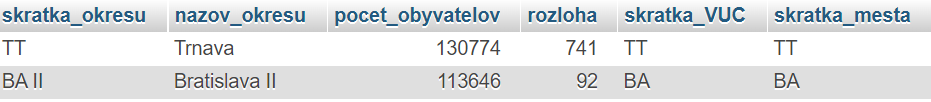 skratka_okresu nazov_okresu pocet_obyvatelov rozloha skratka_VUC skratka_mesta
TT Trnava 130774 741 TT TT
BA II Bratislava II 113646 92 BA BA